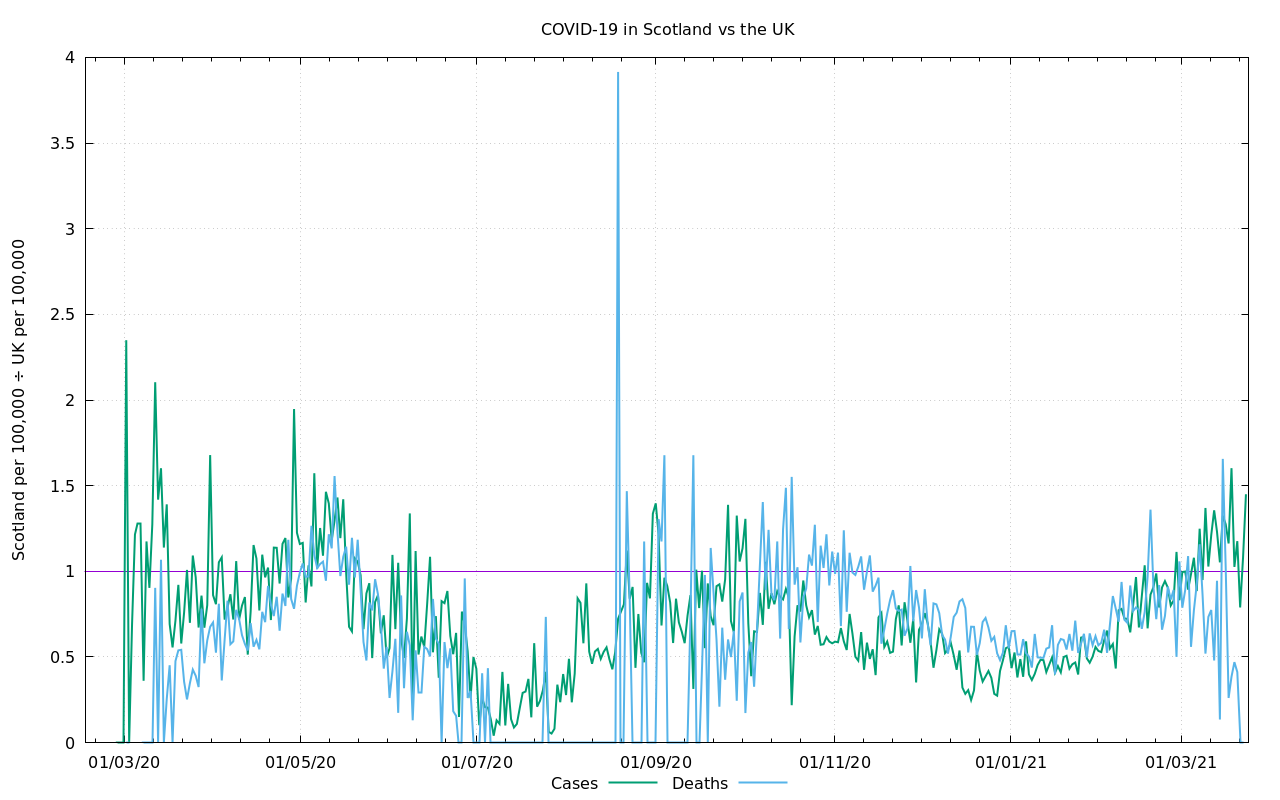 COVID-19 in Scotland vs the UK
Scotland per 100,000 ÷ UK per 100,000
4
3.5
3
2.5
2
1.5
1
0.5
0
01/03/20 01/05/20 01/07/20 01/09/20 01/11/20 01/01/21 01/03/21
Cases Deaths